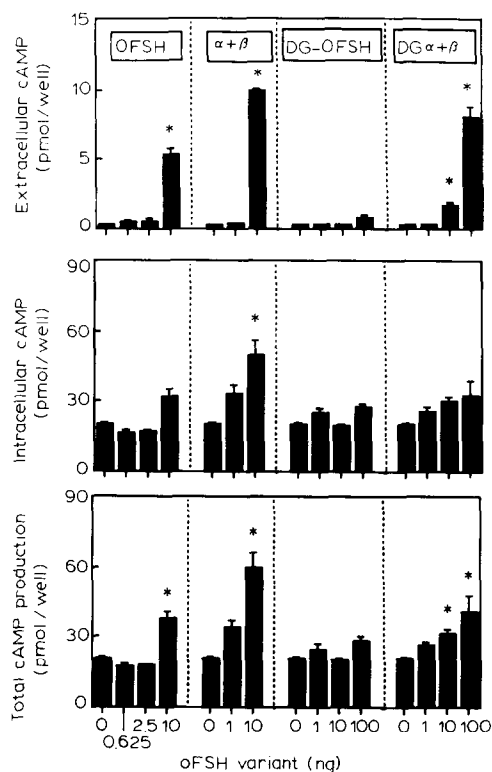 15
10
5
0
Extracellular cAMP
(pmol/well)
OFSH
α+β
DG-OFSH
DGα+β
*
*
*
*
90
60
30
0
Intracellular cAMP
(pmol/well)
*
90
60
30
0
Total cAMP production
(pmol/well)
*
*
*
*
0 0.625 2.5 10 0 1 10 0 1 10 100 0 1 10 100
oFSH variant (ng)